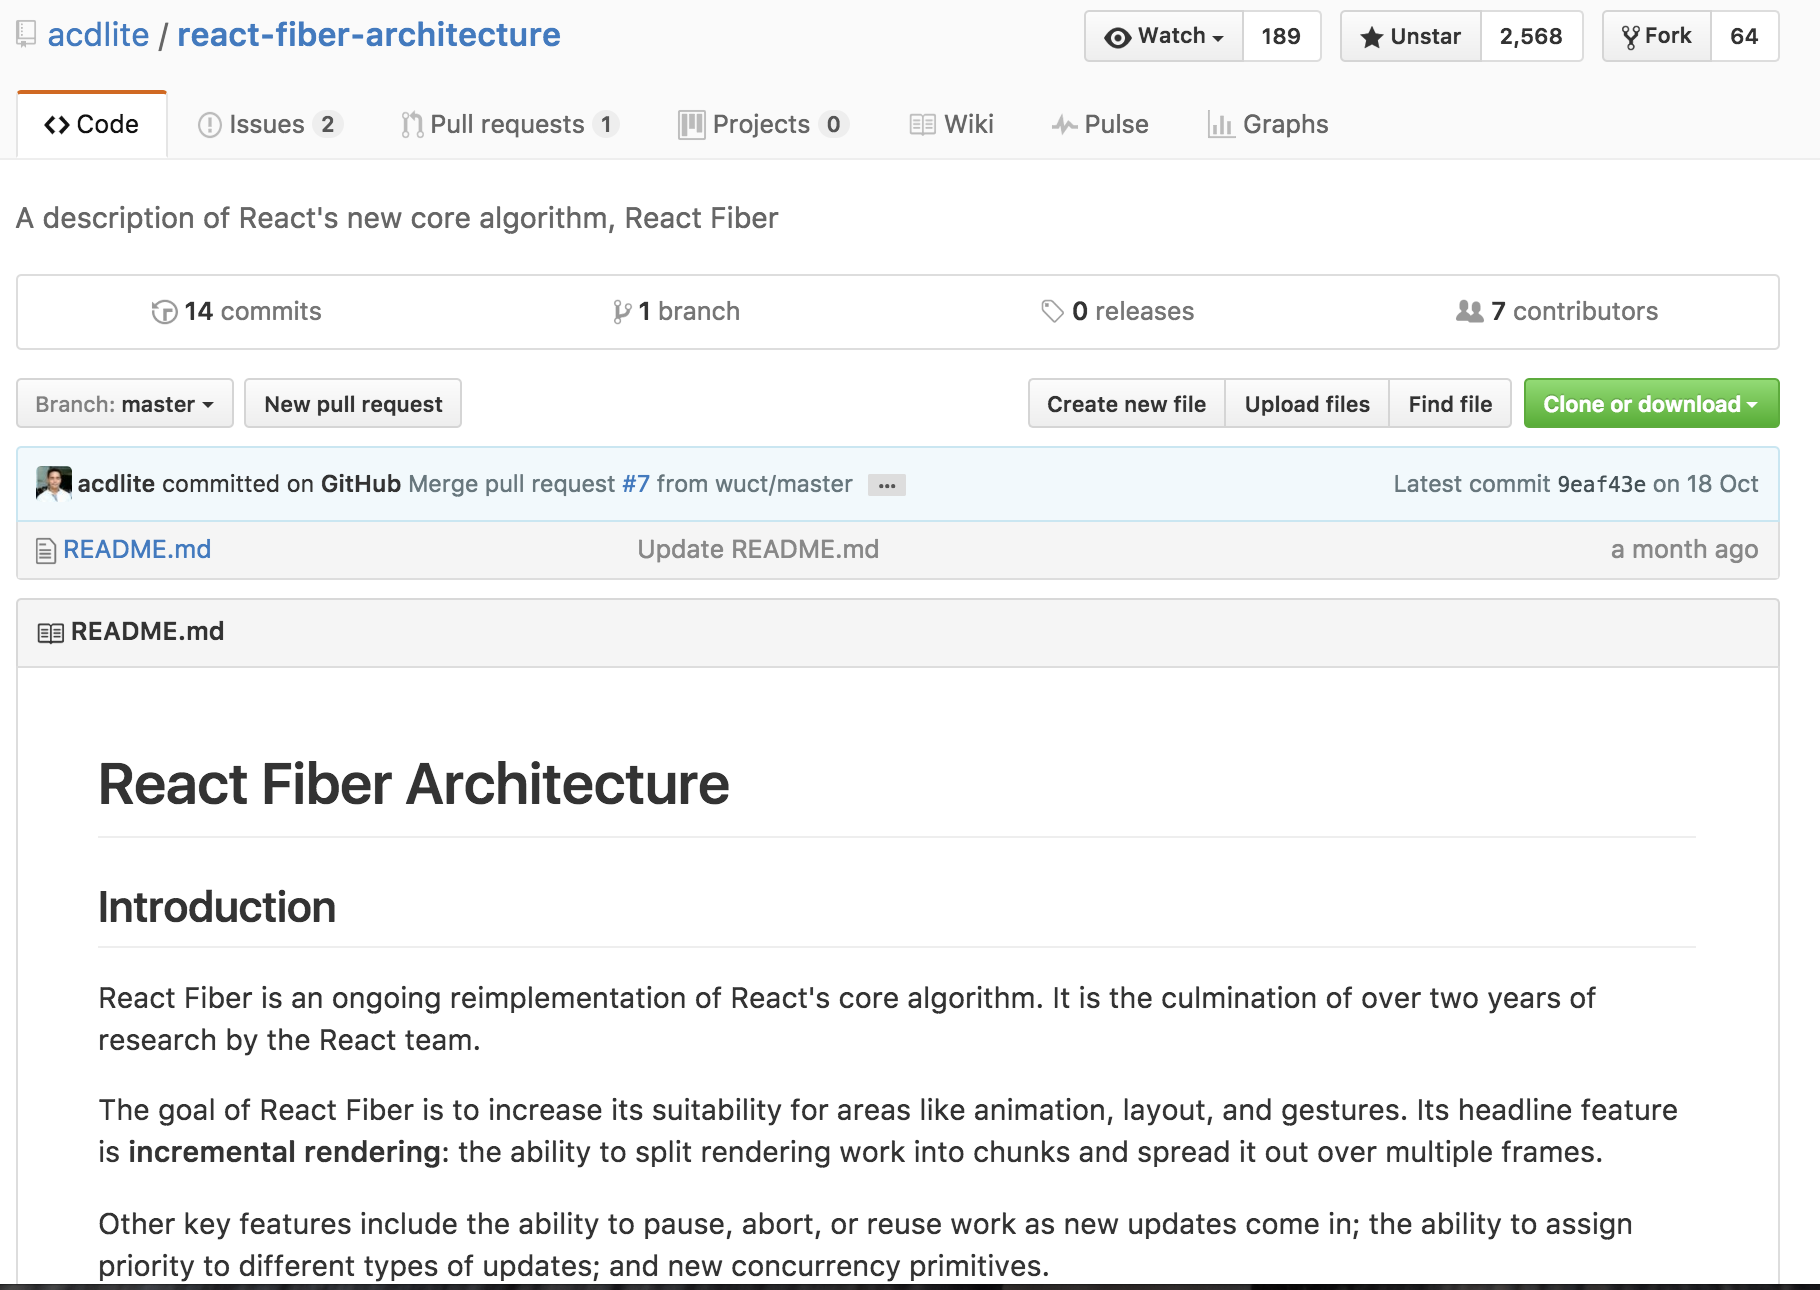 acdlite / react-fiber-architecture
Watch 189 Unstar 2,568 Fork 64
Code Issues 2 Pull requests 1 Projects 0 Wiki Pulse Graphs
A description of React's new core algorithm, React Fiber
14 commits 1 branch 0 releases 7 contributors
Branch: master New pull request Create new file Upload files Find file Clone or download
acdlite committed on GitHub Merge pull request #7 from wuct/master ... Latest commit 9eaf43e on 18 Oct
README.md Update README.md a month ago
README.md
React Fiber Architecture
Introduction
React Fiber is an ongoing reimplementation of React's core algorithm. It is the culmination of over two years of
research by the React team.
The goal of React Fiber is to increase its suitability for areas like animation, layout, and gestures. Its headline feature
is incremental rendering: the ability to split rendering work into chunks and spread it out over multiple frames.
Other key features include the ability to pause, abort, or reuse work as new updates come in; the ability to assign
priority to different types of updates; and new concurrency primitives.